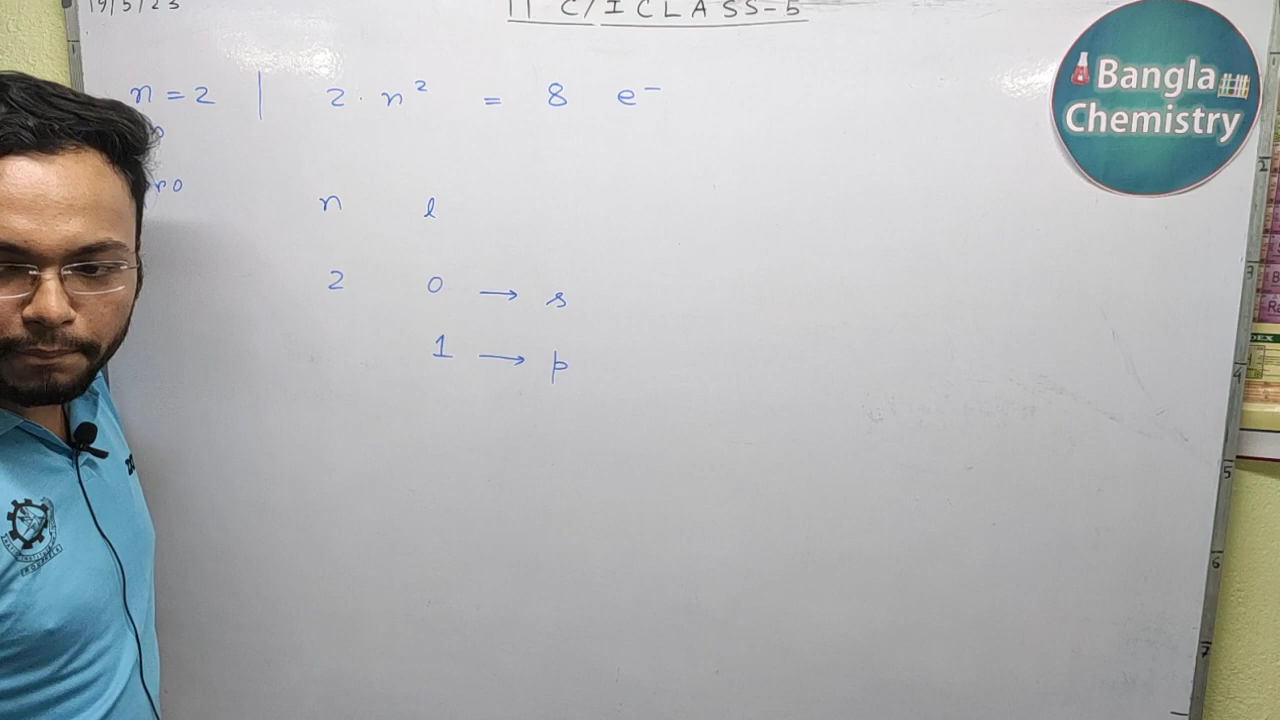 19/5/23
11 C/I CLASS-5
n = 2 | 2 · n² = 8 e⁻
n l
2 0 → s
1 → p
Bangla
Chemistry